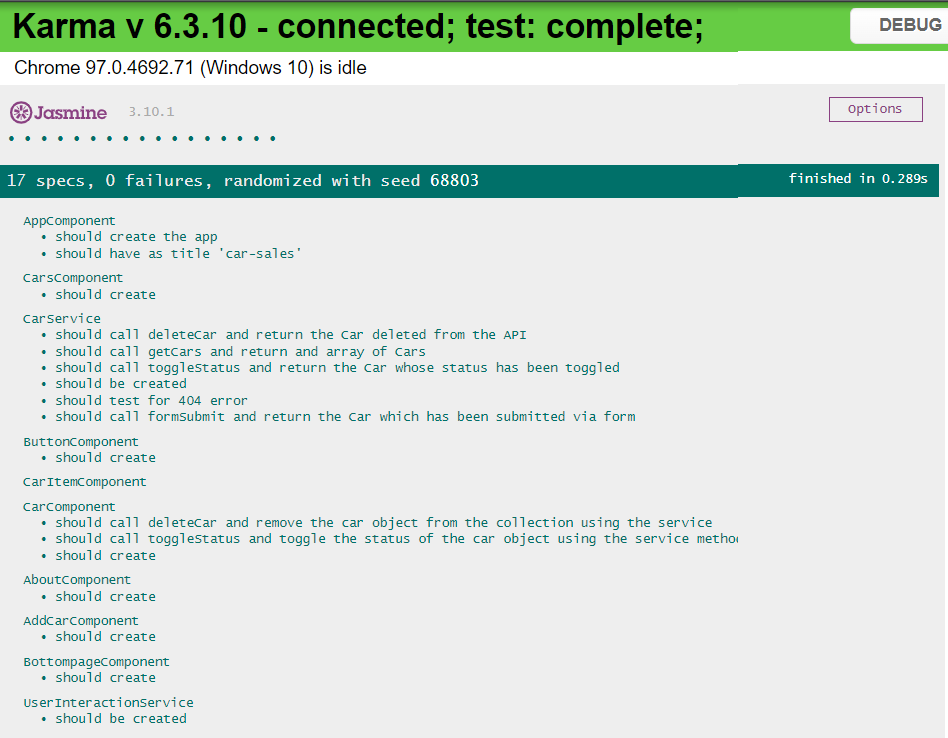 Karma v 6.3.10 - connected; test: complete;
DEBUG
Chrome 97.0.4692.71 (Windows 10) is idle
Jasmine 3.10.1
Options
• • • • • • • • • • • • • • • • •
17 specs, 0 failures, randomized with seed 68803
finished in 0.289s
AppComponent
• should create the app
• should have as title 'car-sales'
CarsComponent
• should create
CarService
• should call deleteCar and return the Car deleted from the API
• should call getCars and return and array of Cars
• should call toggleStatus and return the Car whose status has been toggled
• should be created
• should test for 404 error
• should call formSubmit and return the Car which has been submitted via form
ButtonComponent
• should create
CarItemComponent
CarComponent
• should call deleteCar and remove the car object from the collection using the service
• should call toggleStatus and toggle the status of the car object using the service
• should create
AboutComponent
• should create
AddCarComponent
• should create
BottompageComponent
• should create
UserInteractionService
• should be created